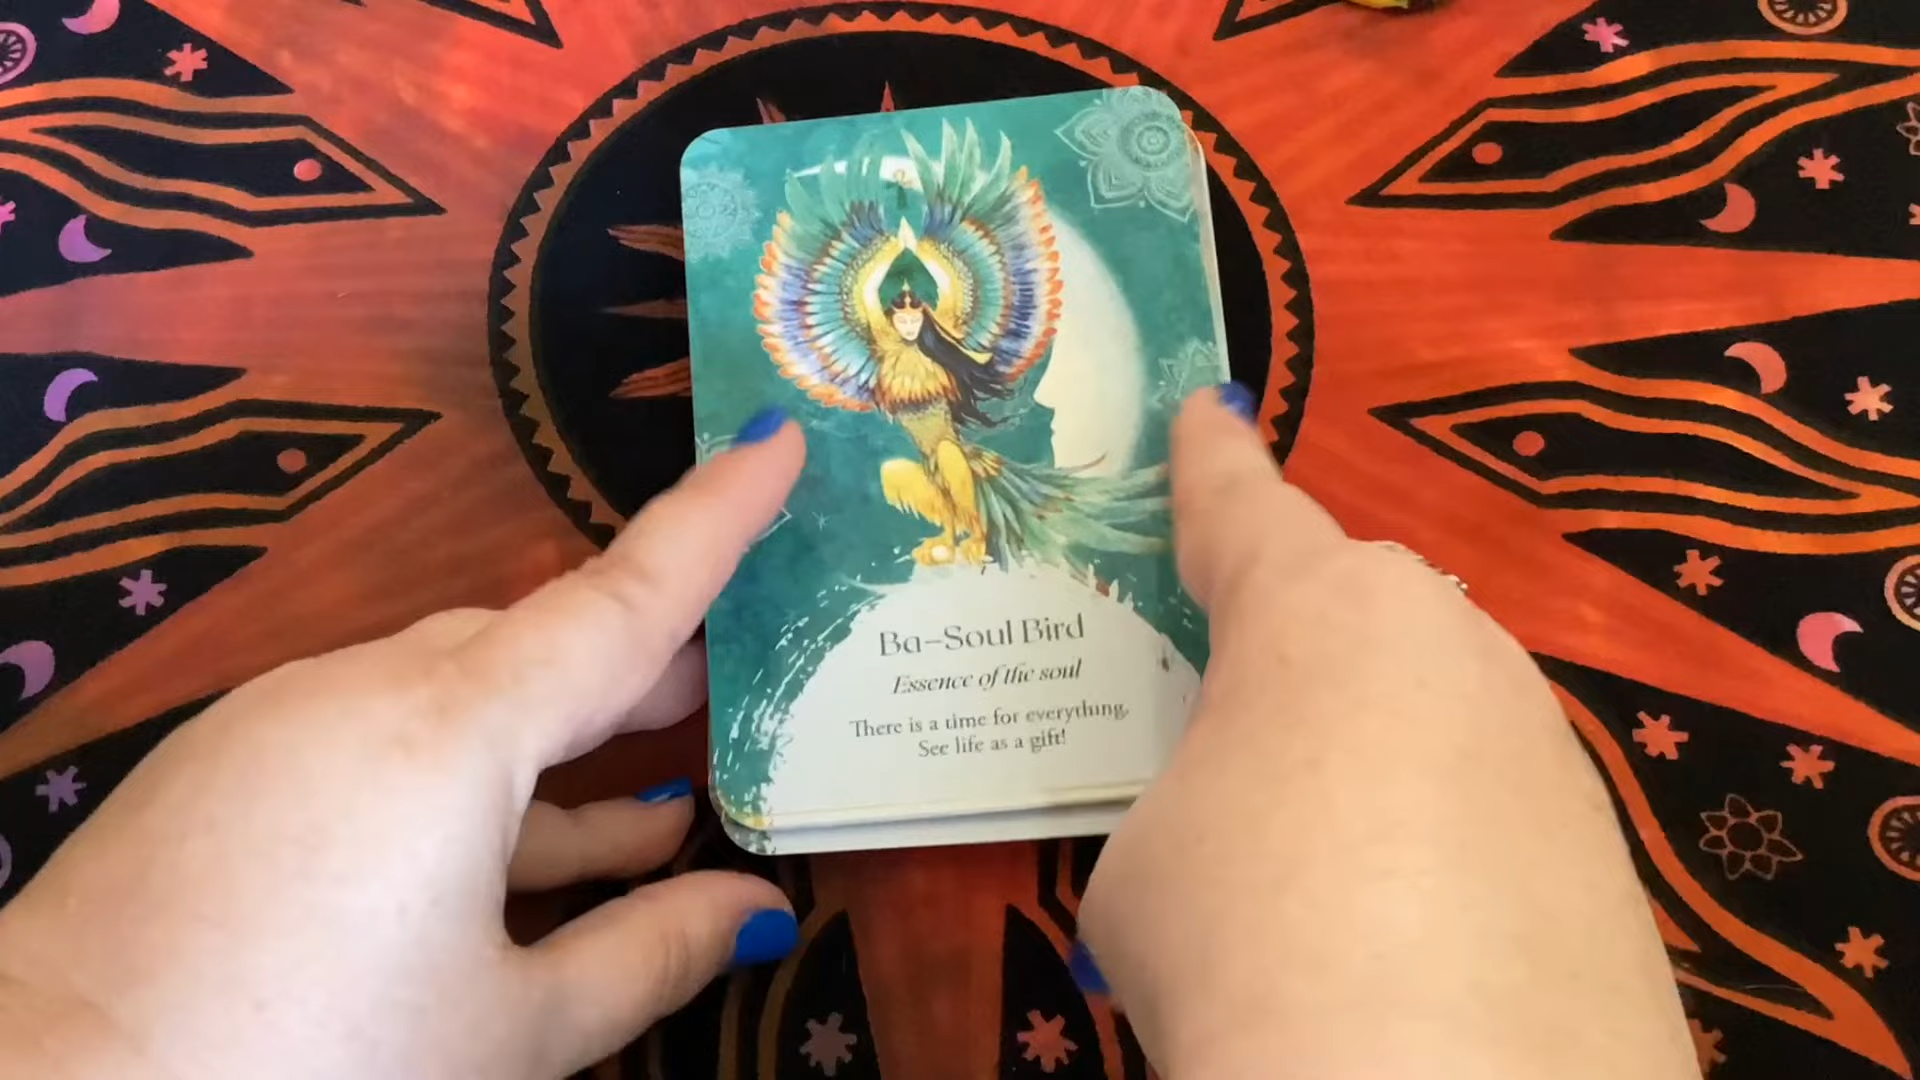 Ba–Soul Bird
Essence of the soul
There is a time for everything.
See life as a gift!